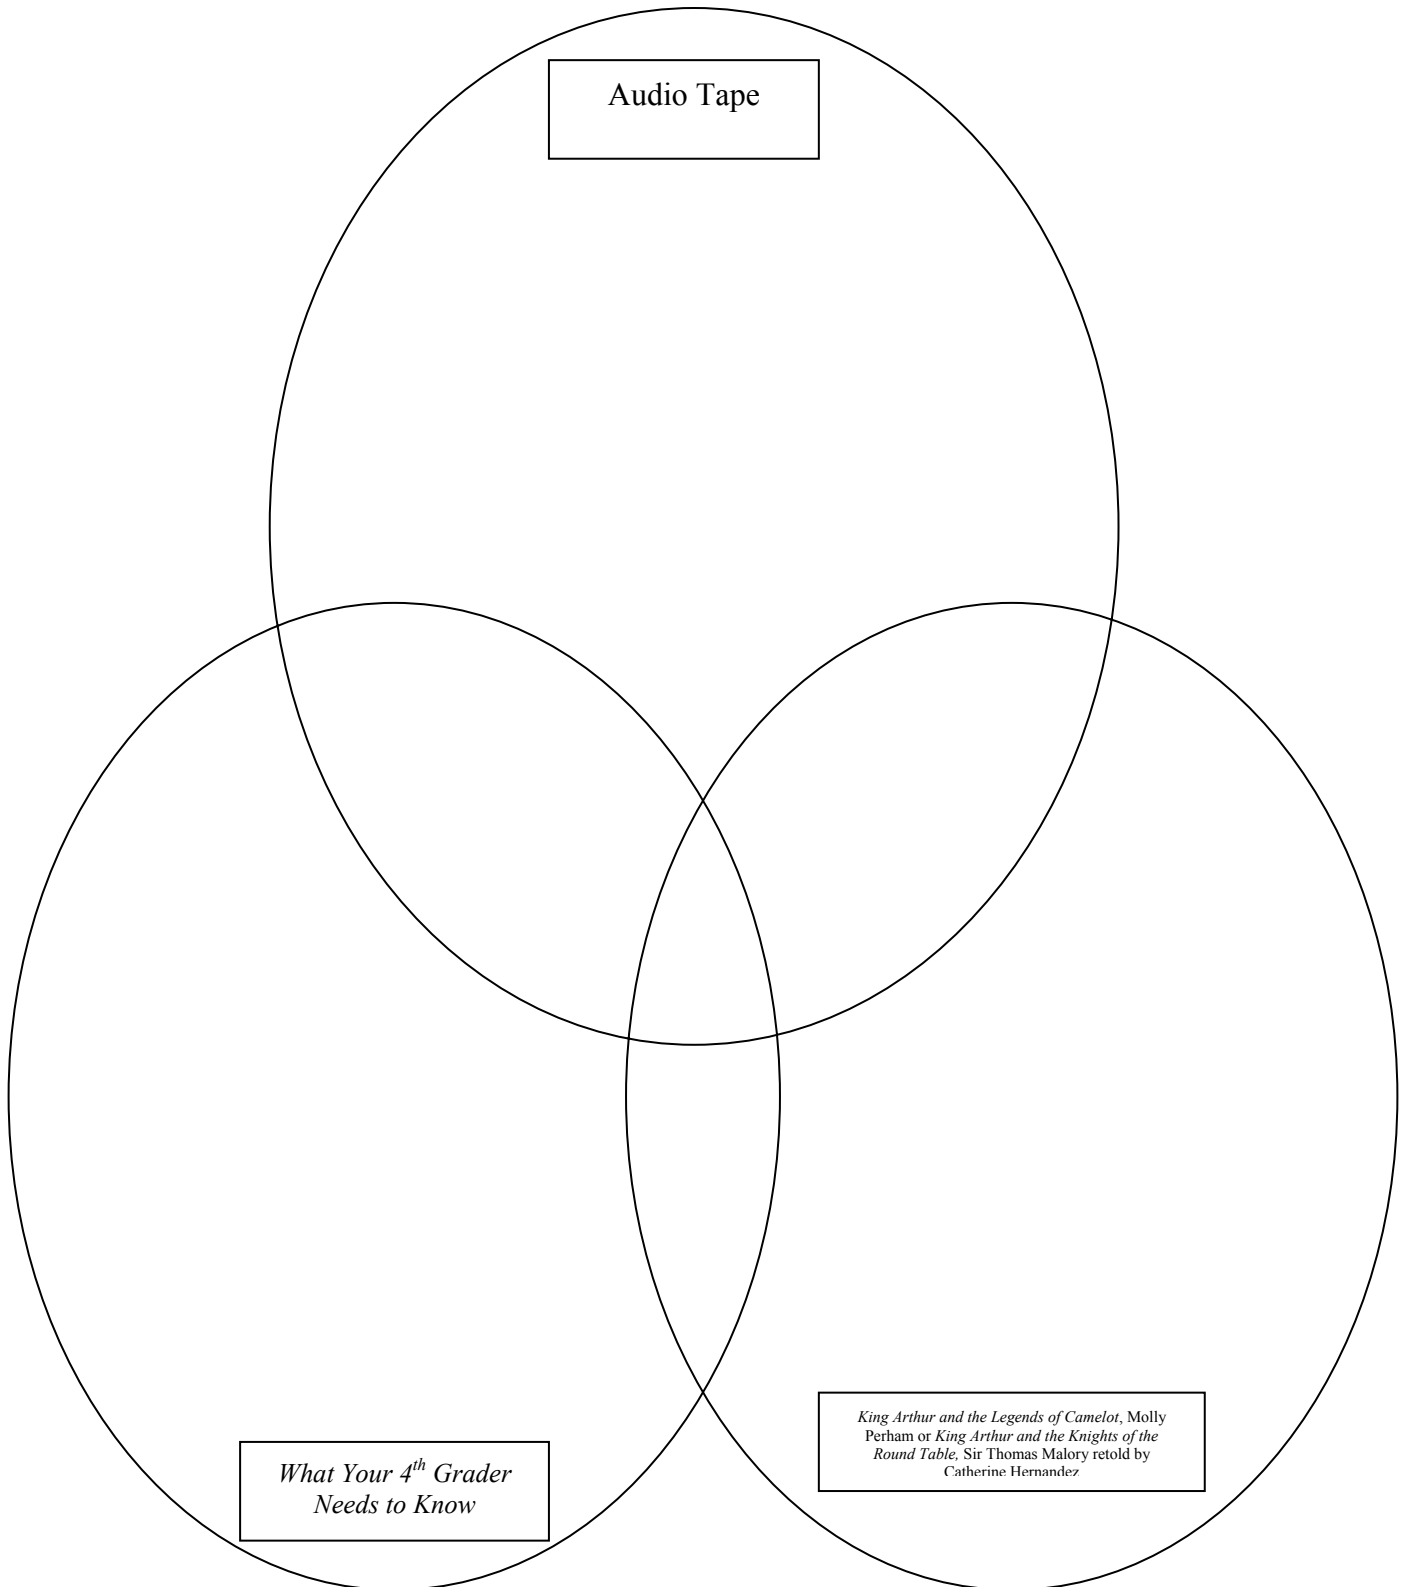 Audio Tape
King Arthur and the Legends of Camelot, Molly
Perham or King Arthur and the Knights of the
Round Table, Sir Thomas Malory retold by
Catherine Hernandez
What Your 4th Grader
Needs to Know